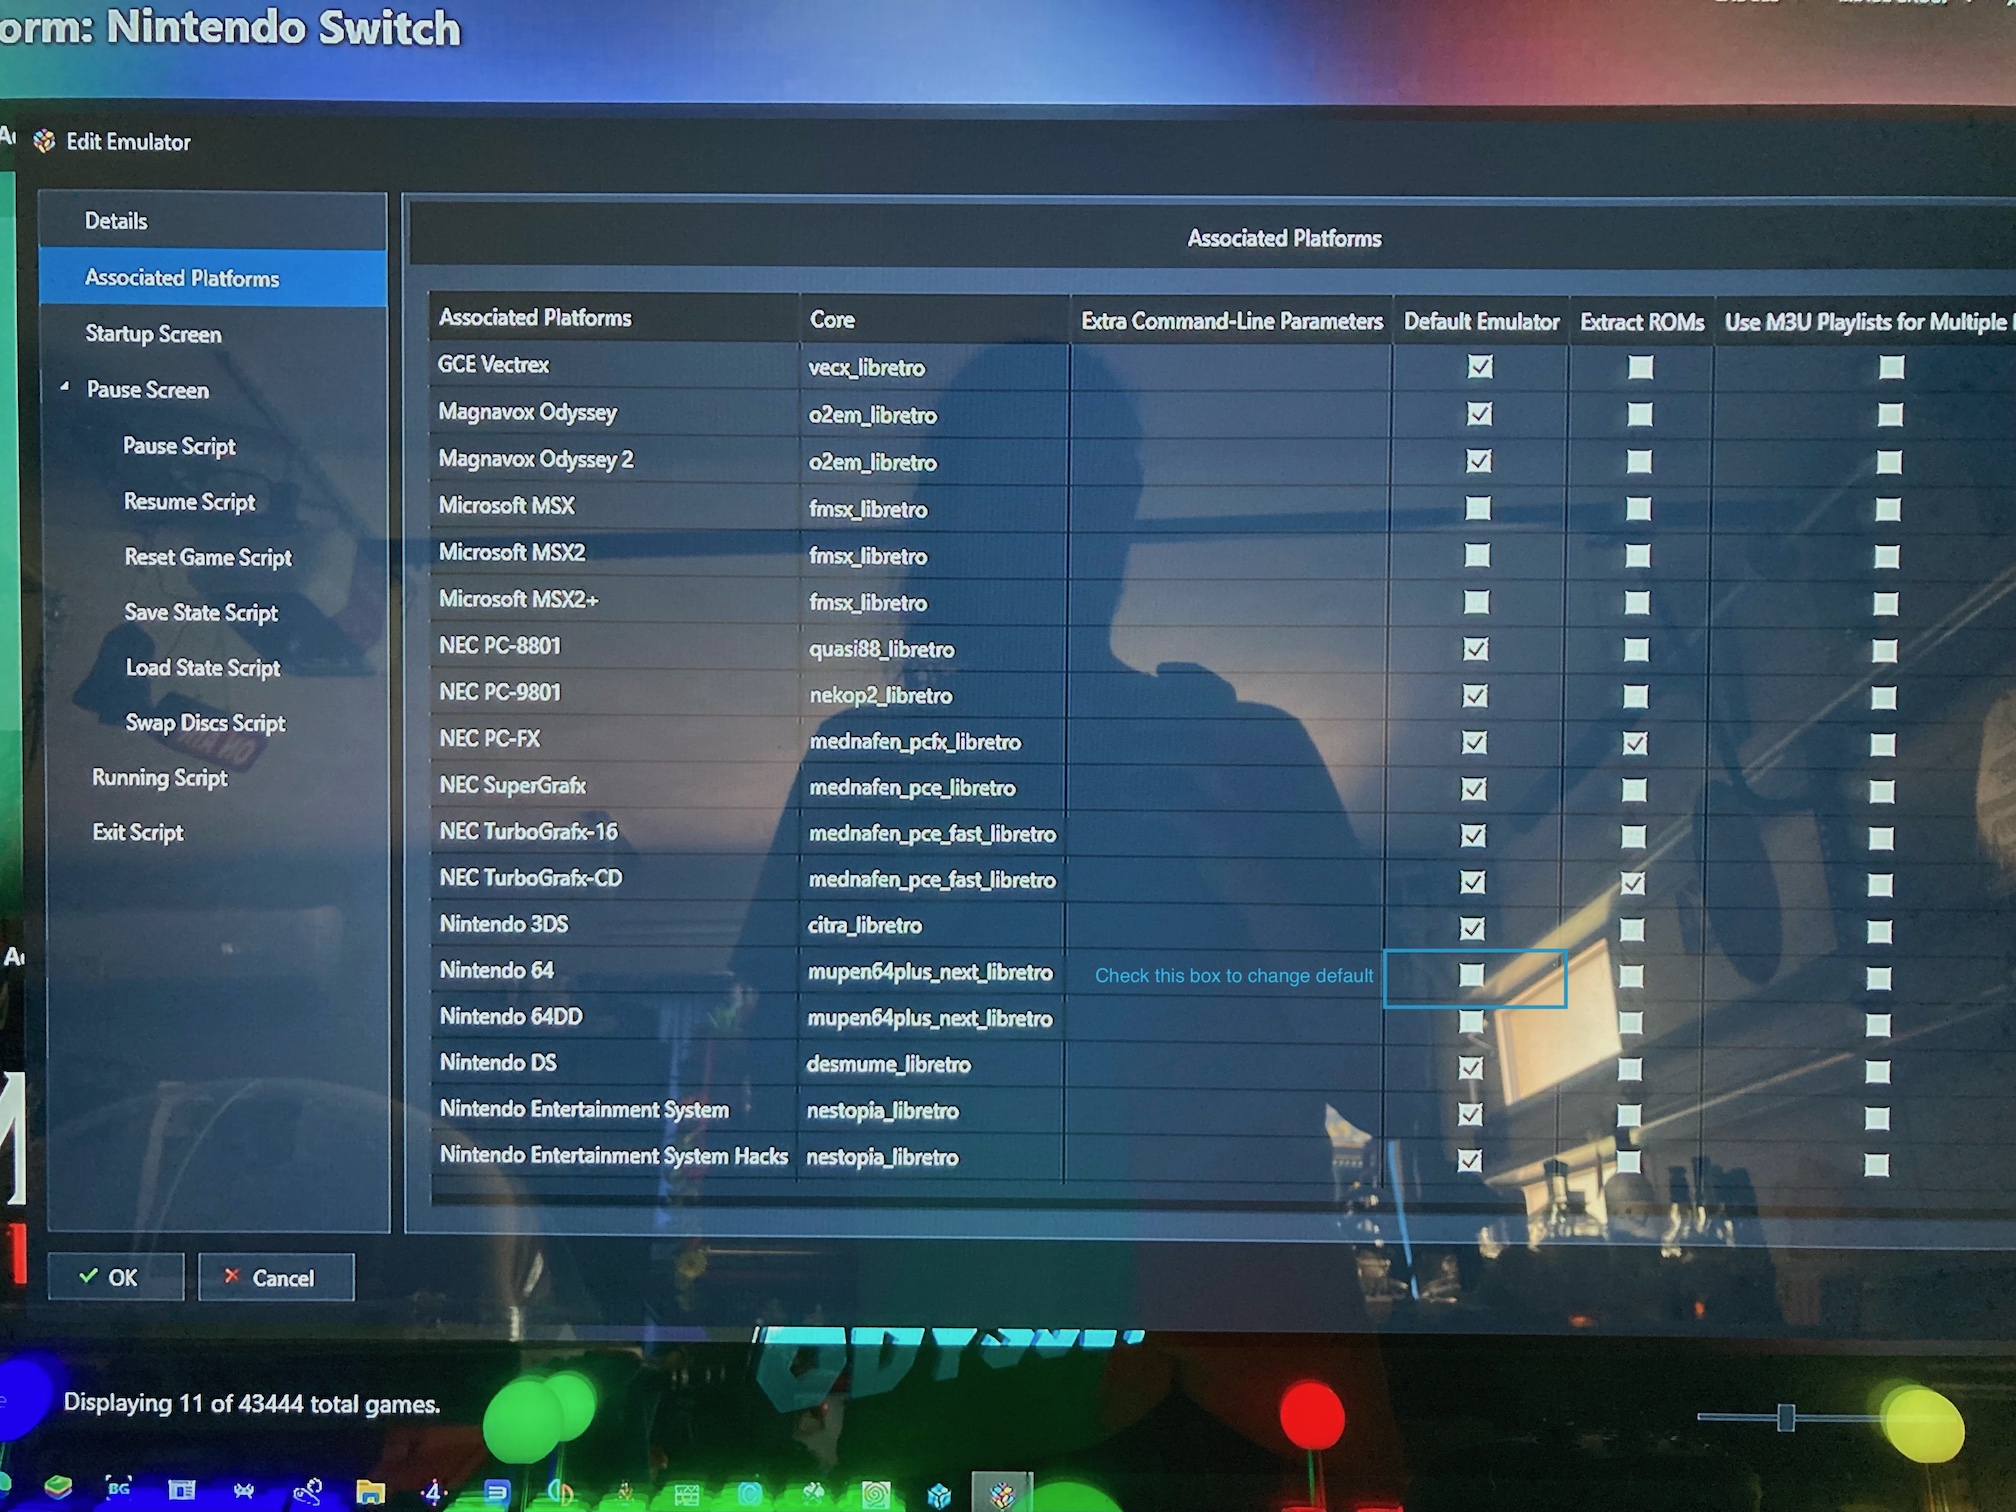 orm: Nintendo Switch
Edit Emulator
Details
Associated Platforms
Startup Screen
Pause Screen
Pause Script
Resume Script
Reset Game Script
Save State Script
Load State Script
Swap Discs Script
Running Script
Exit Script
Associated Platforms
Associated Platforms Core Extra Command-Line Parameters Default Emulator Extract ROMs Use M3U Playlists for Multiple
GCE Vectrex vecx_libretro
Magnavox Odyssey o2em_libretro
Magnavox Odyssey 2 o2em_libretro
Microsoft MSX fmsx_libretro
Microsoft MSX2 fmsx_libretro
Microsoft MSX2+ fmsx_libretro
NEC PC-8801 quasi88_libretro
NEC PC-9801 nekop2_libretro
NEC PC-FX mednafen_pcfx_libretro
NEC SuperGrafx mednafen_pce_libretro
NEC TurboGrafx-16 mednafen_pce_fast_libretro
NEC TurboGrafx-CD mednafen_pce_fast_libretro
Nintendo 3DS citra_libretro
Nintendo 64 mupen64plus_next_libretro Check this box to change default
Nintendo 64DD mupen64plus_next_libretro
Nintendo DS desmume_libretro
Nintendo Entertainment System nestopia_libretro
Nintendo Entertainment System Hacks nestopia_libretro
OK Cancel
Displaying 11 of 43444 total games.
BG